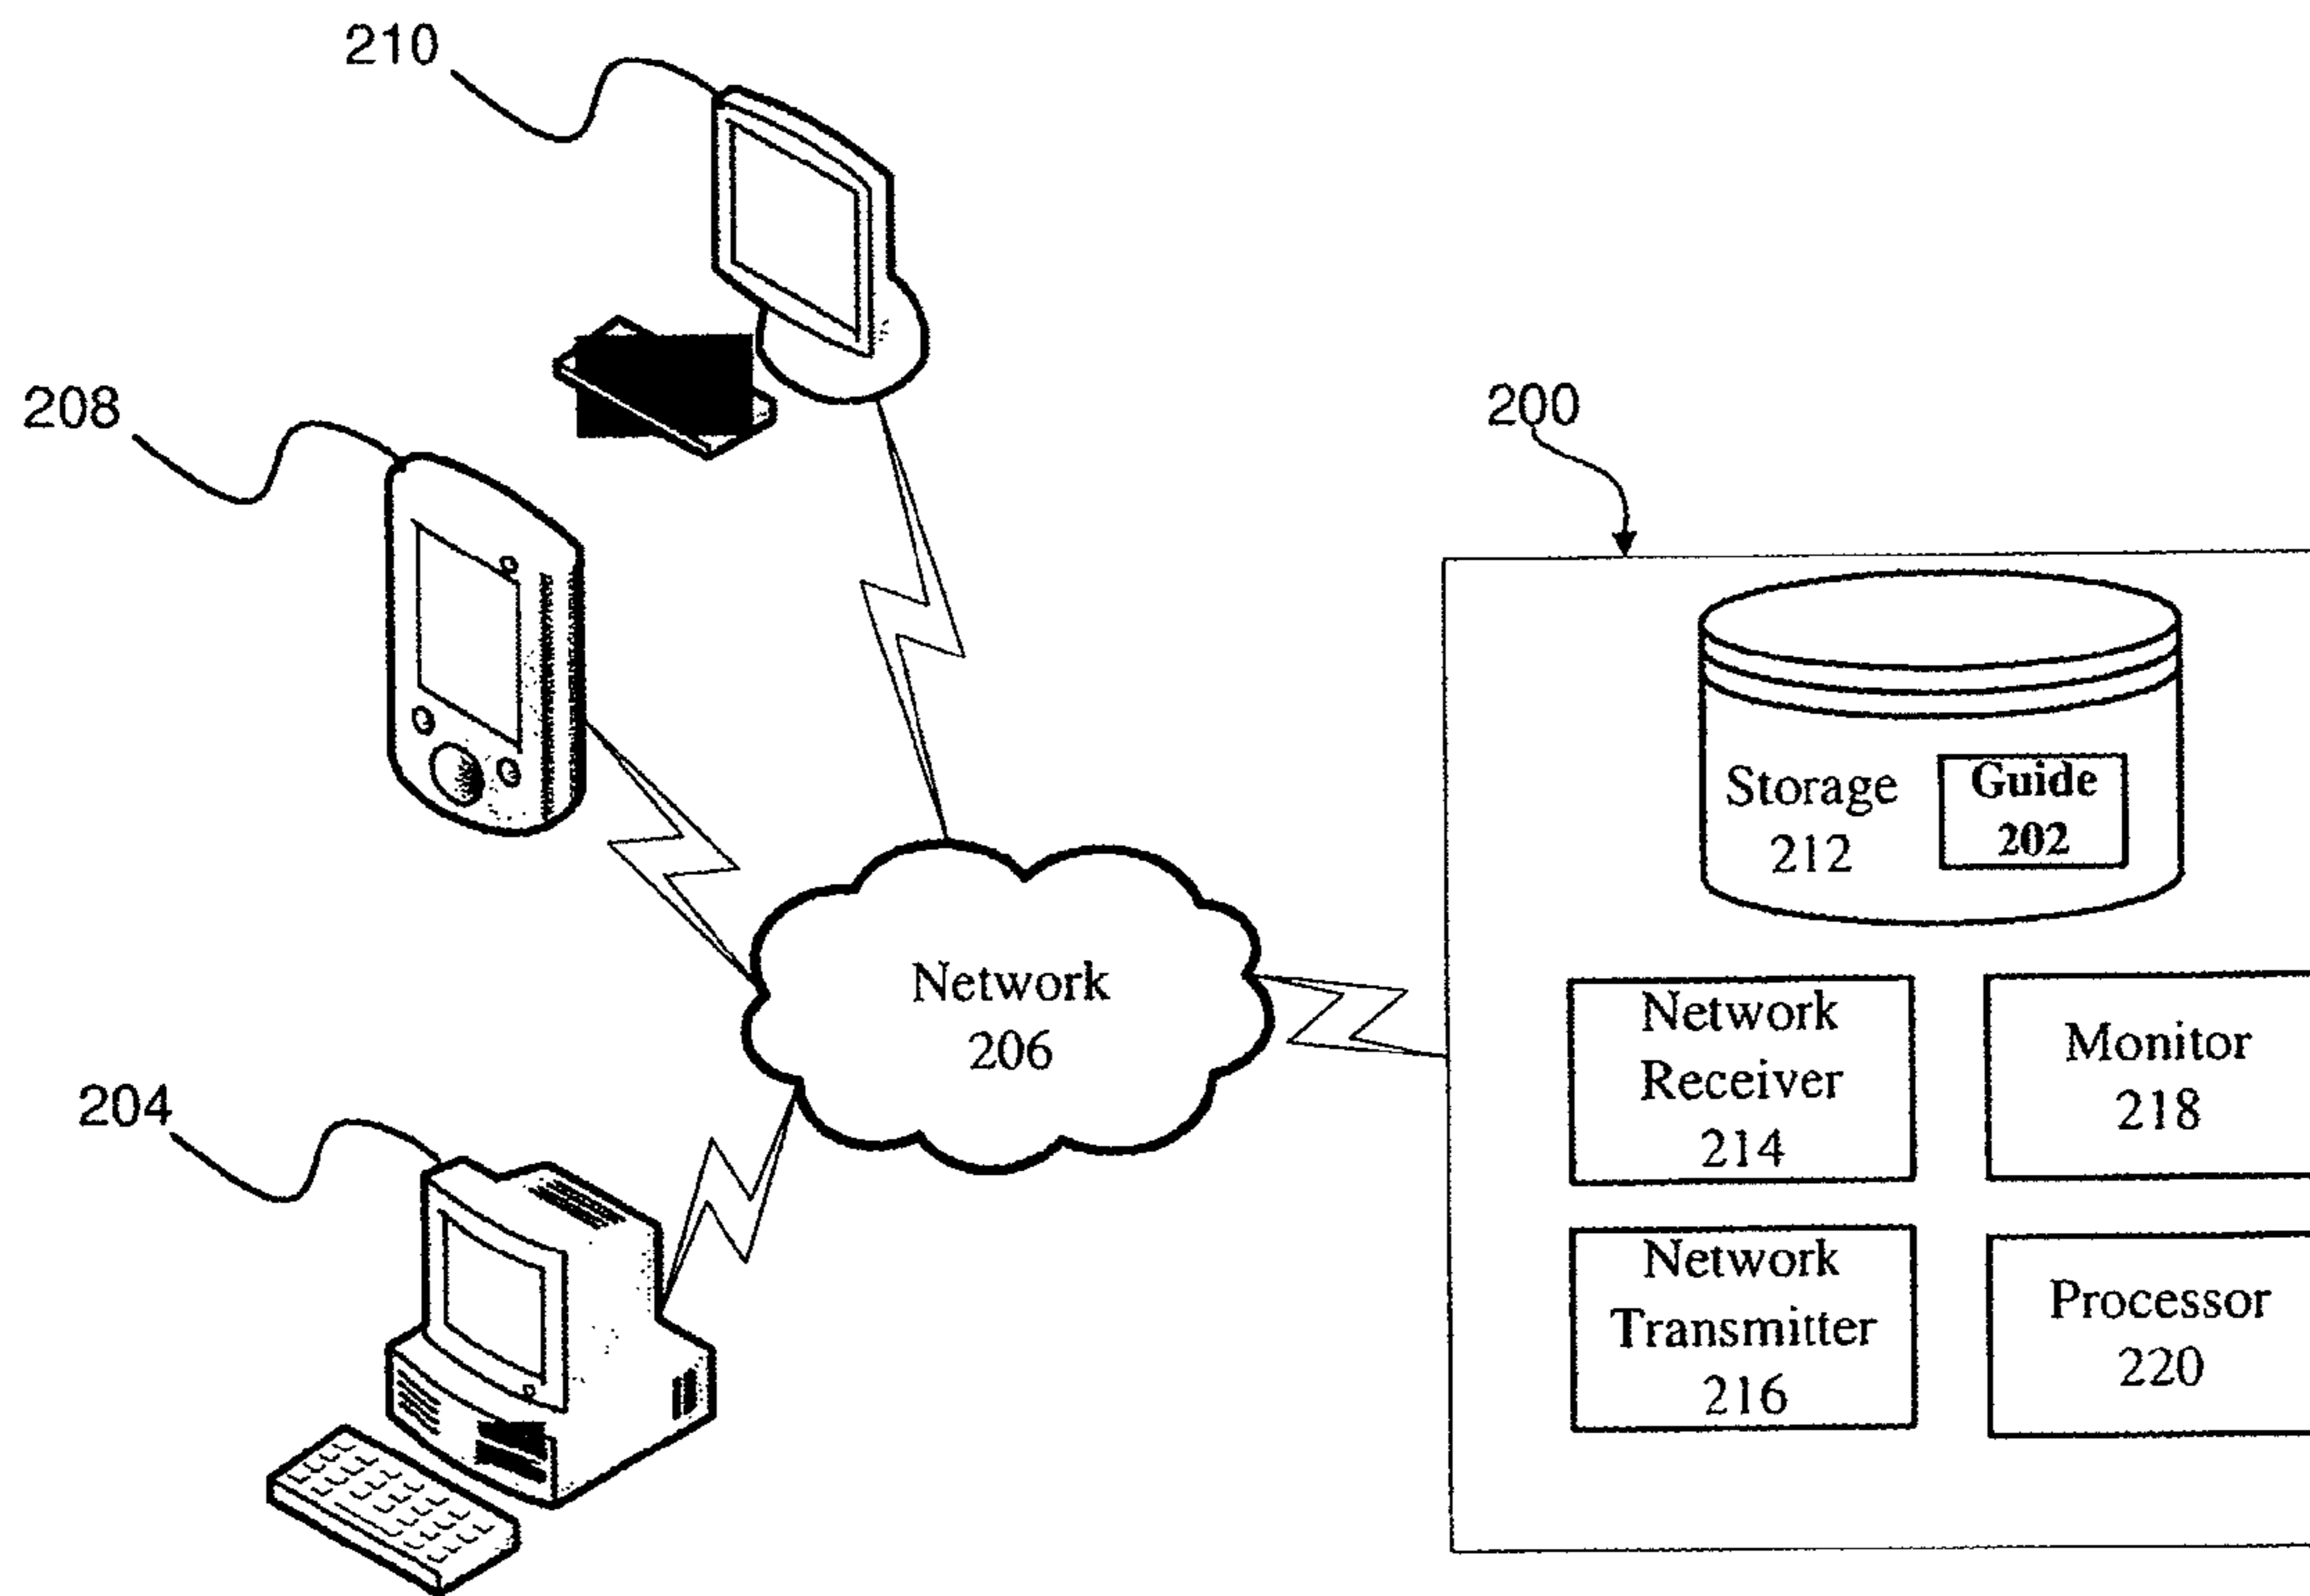 210
208
200
Storage
212
Guide
202
Network
206
Network
Receiver
214
Monitor
218
204
Network
Transmitter
216
Processor
220